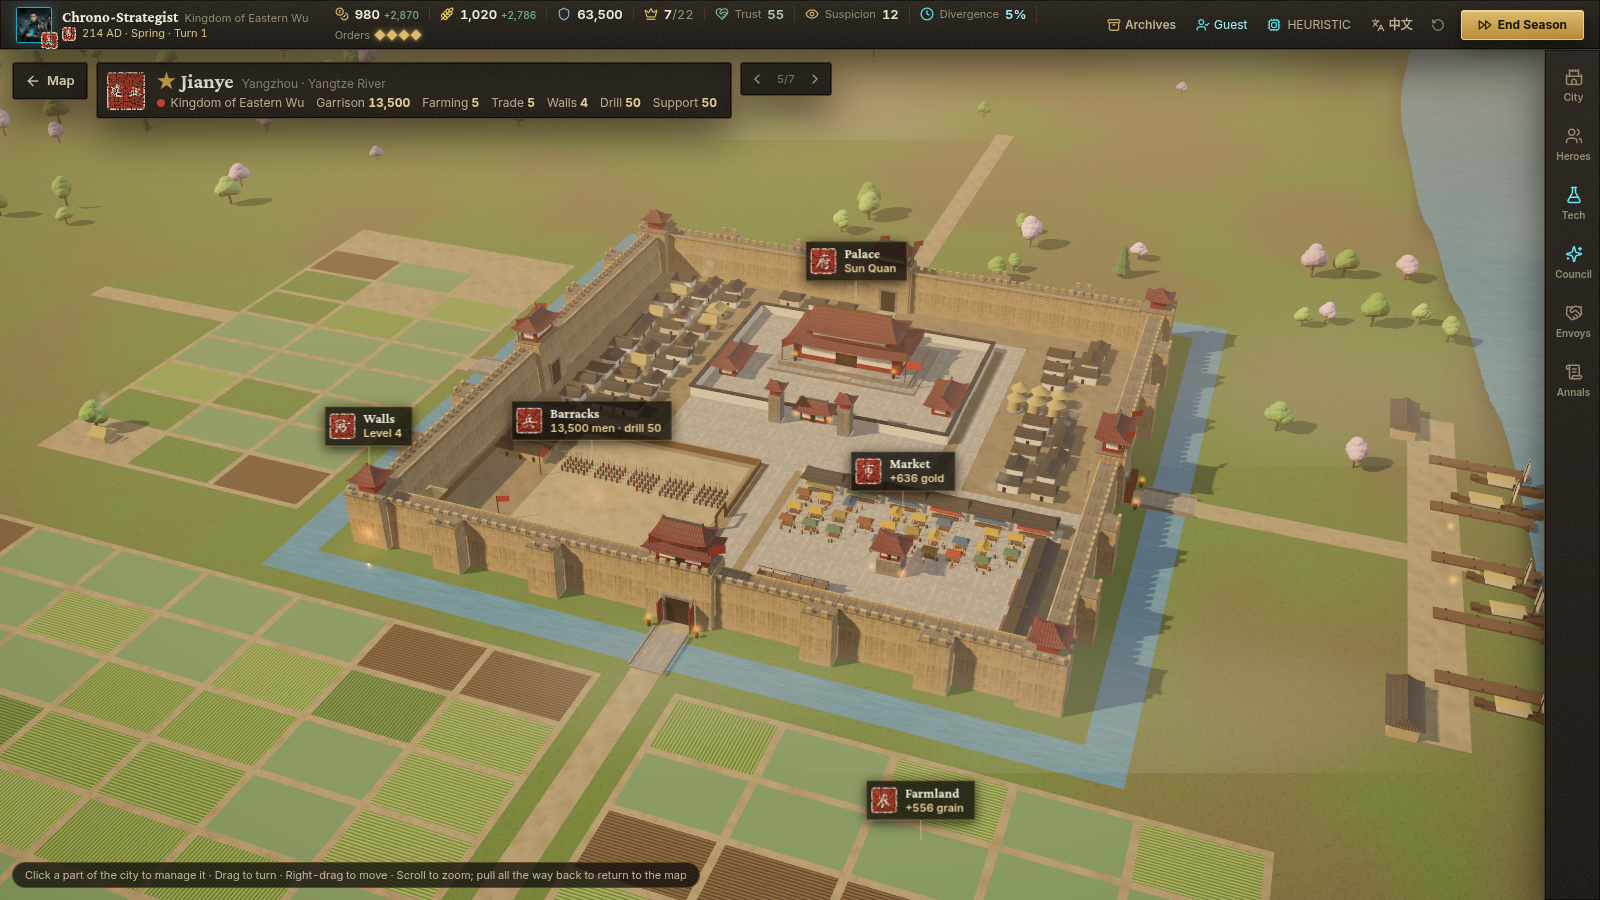 Chrono-Strategist Kingdom of Eastern Wu
214 AD · Spring · Turn 1
980 +2,870
1,020 +2,786
63,500
7/22
Trust 55
Suspicion 12
Divergence 5%
Orders
Archives
Guest
HEURISTIC
中文
End Season
Map
Jianye Yangzhou · Yangtze River
Kingdom of Eastern Wu Garrison 13,500 Farming 5 Trade 5 Walls 4 Drill 50 Support 50
5/7
City
Heroes
Tech
Council
Envoys
Annals
Palace
Sun Quan
Walls
Level 4
Barracks
13,500 men · drill 50
Market
+636 gold
Farmland
+556 grain
Click a part of the city to manage it · Drag to turn · Right-drag to move · Scroll to zoom; pull all the way back to return to the map